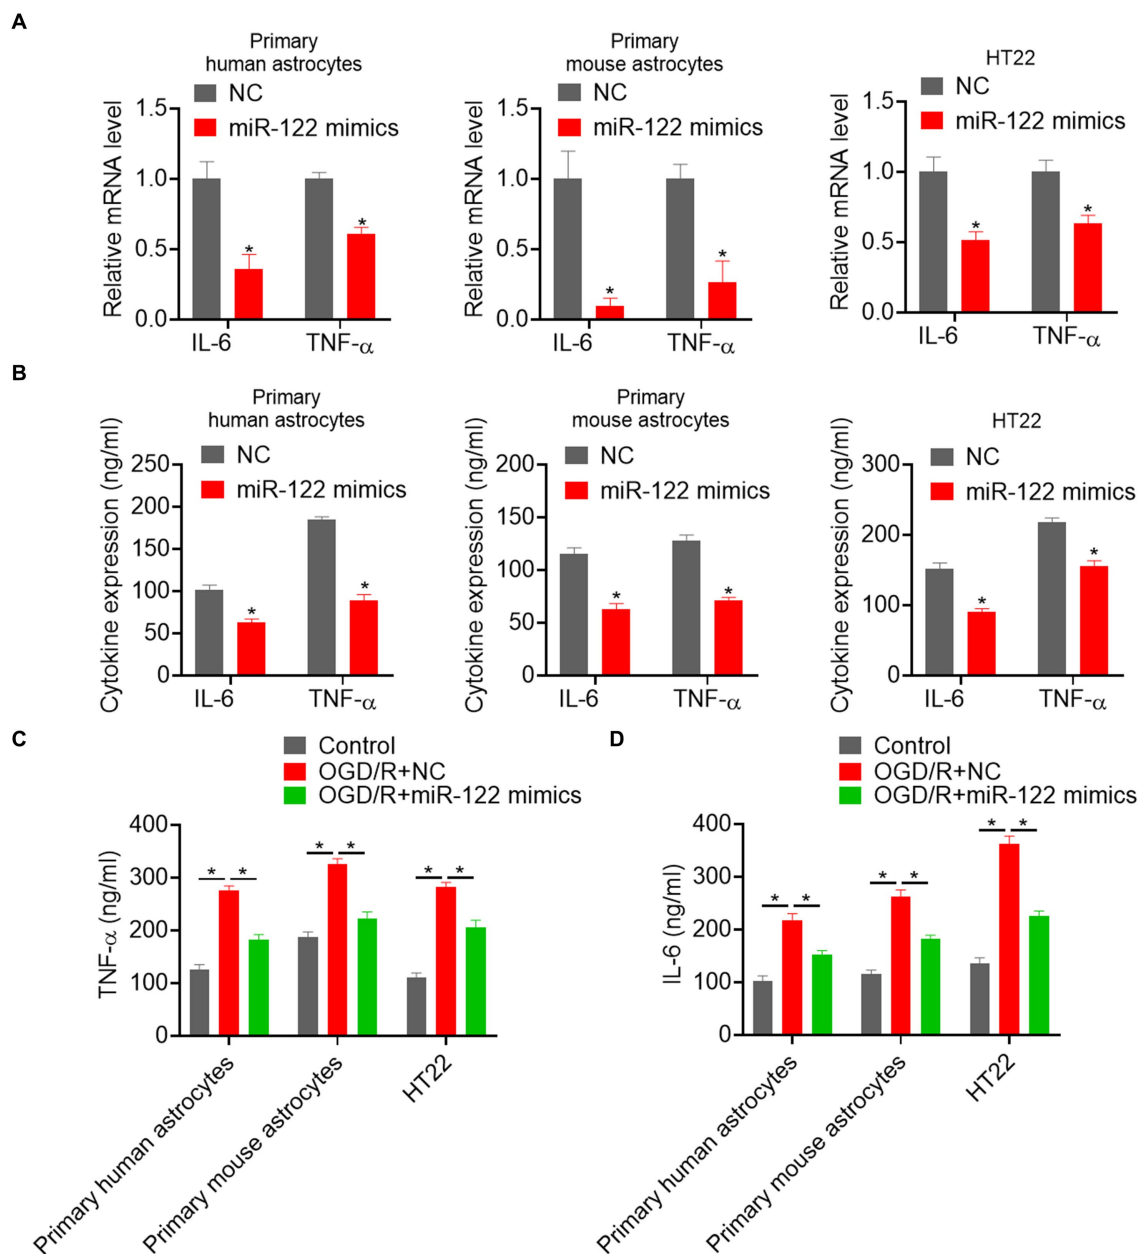 A
Primary
human astrocytes
NC
miR-122 mimics
Relative mRNA level
1.5
1.0
0.5
0.0
*
*
IL-6
TNF-α
Primary
mouse astrocytes
NC
miR-122 mimics
Relative mRNA level
1.5
1.0
0.5
0.0
*
*
IL-6
TNF-α
HT22
NC
miR-122 mimics
Relative mRNA level
1.5
1.0
0.5
0.0
*
*
IL-6
TNF-α
B
Primary
human astrocytes
NC
miR-122 mimics
Cytokine expression (ng/ml)
250
200
150
100
50
0
*
*
IL-6
TNF-α
Primary
mouse astrocytes
NC
miR-122 mimics
Cytokine expression (ng/ml)
200
150
100
50
0
*
*
IL-6
TNF-α
HT22
NC
miR-122 mimics
Cytokine expression (ng/ml)
300
200
100
0
*
*
IL-6
TNF-α
C
Control
OGD/R+NC
OGD/R+miR-122 mimics
TNF-α (ng/ml)
400
300
200
100
0
* *
* *
* *
Primary human astrocytes
Primary mouse astrocytes
HT22
D
Control
OGD/R+NC
OGD/R+miR-122 mimics
IL-6 (ng/ml)
400
300
200
100
0
* *
* *
* *
Primary human astrocytes
Primary mouse astrocytes
HT22